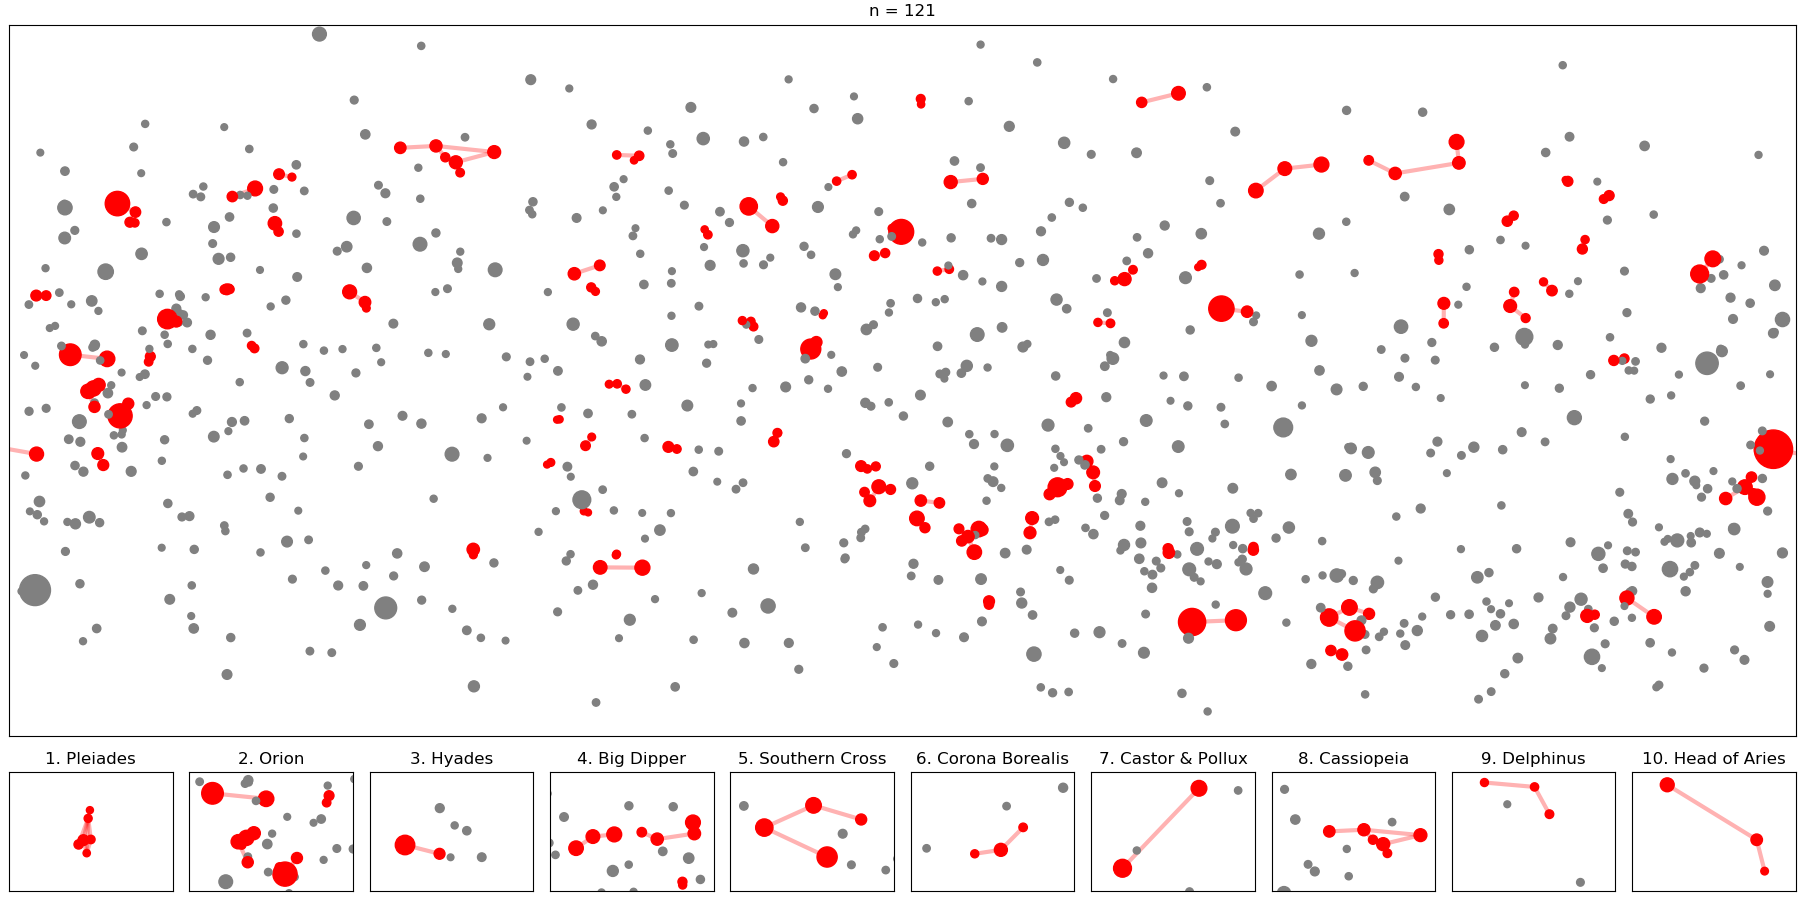 n = 121
1. Pleiades
2. Orion
3. Hyades
4. Big Dipper
5. Southern Cross
6. Corona Borealis
7. Castor & Pollux
8. Cassiopeia
9. Delphinus
10. Head of Aries